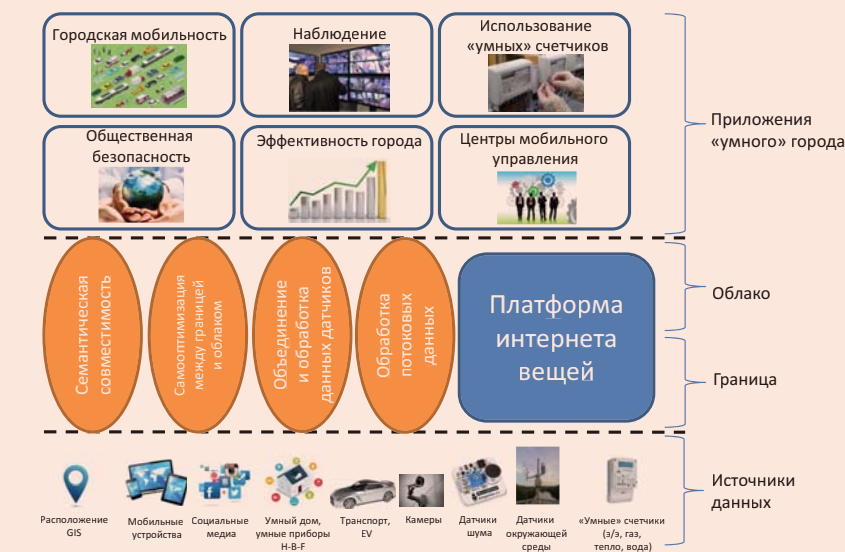 Городская мобильность
Наблюдение
Использование
«умных» счетчиков
Общественная
безопасность
Эффективность города
Центры мобильного
управления
Приложения
«умного» города
Семантическая
совместимость
Самооптимизация
между границей
и облаком
Объединение
и обработка
данных датчиков
Обработка
потоковых
данных
Платформа
интернета
вещей
Облако
Граница
Расположение
GIS
Мобильные
устройства
Социальные
медиа
Умный дом,
умные приборы
H-B-F
Транспорт,
EV
Камеры
Датчики
шума
Датчики
окружающей
среды
«Умные» счетчики
(э/э, газ,
тепло, вода)
Источники
данных